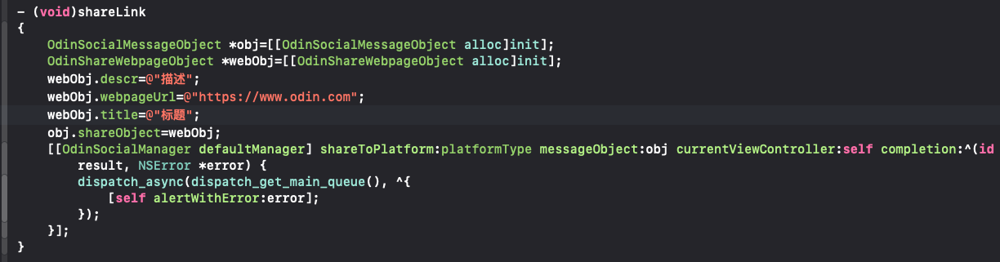 - (void)shareLink
{
    OdinSocialMessageObject *obj=[[OdinSocialMessageObject alloc]init];
    OdinShareWebpageObject *webObj=[[OdinShareWebpageObject alloc]init];
    webObj.descr=@"描述";
    webObj.webpageUrl=@"https://www.odin.com";
    webObj.title=@"标题";
    obj.shareObject=webObj;
    [[OdinSocialManager defaultManager] shareToPlatform:platformType messageObject:obj currentViewController:self completion:^(id
        result, NSError *error) {
        dispatch_async(dispatch_get_main_queue(), ^{
            [self alertWithError:error];
        });
    }];
}